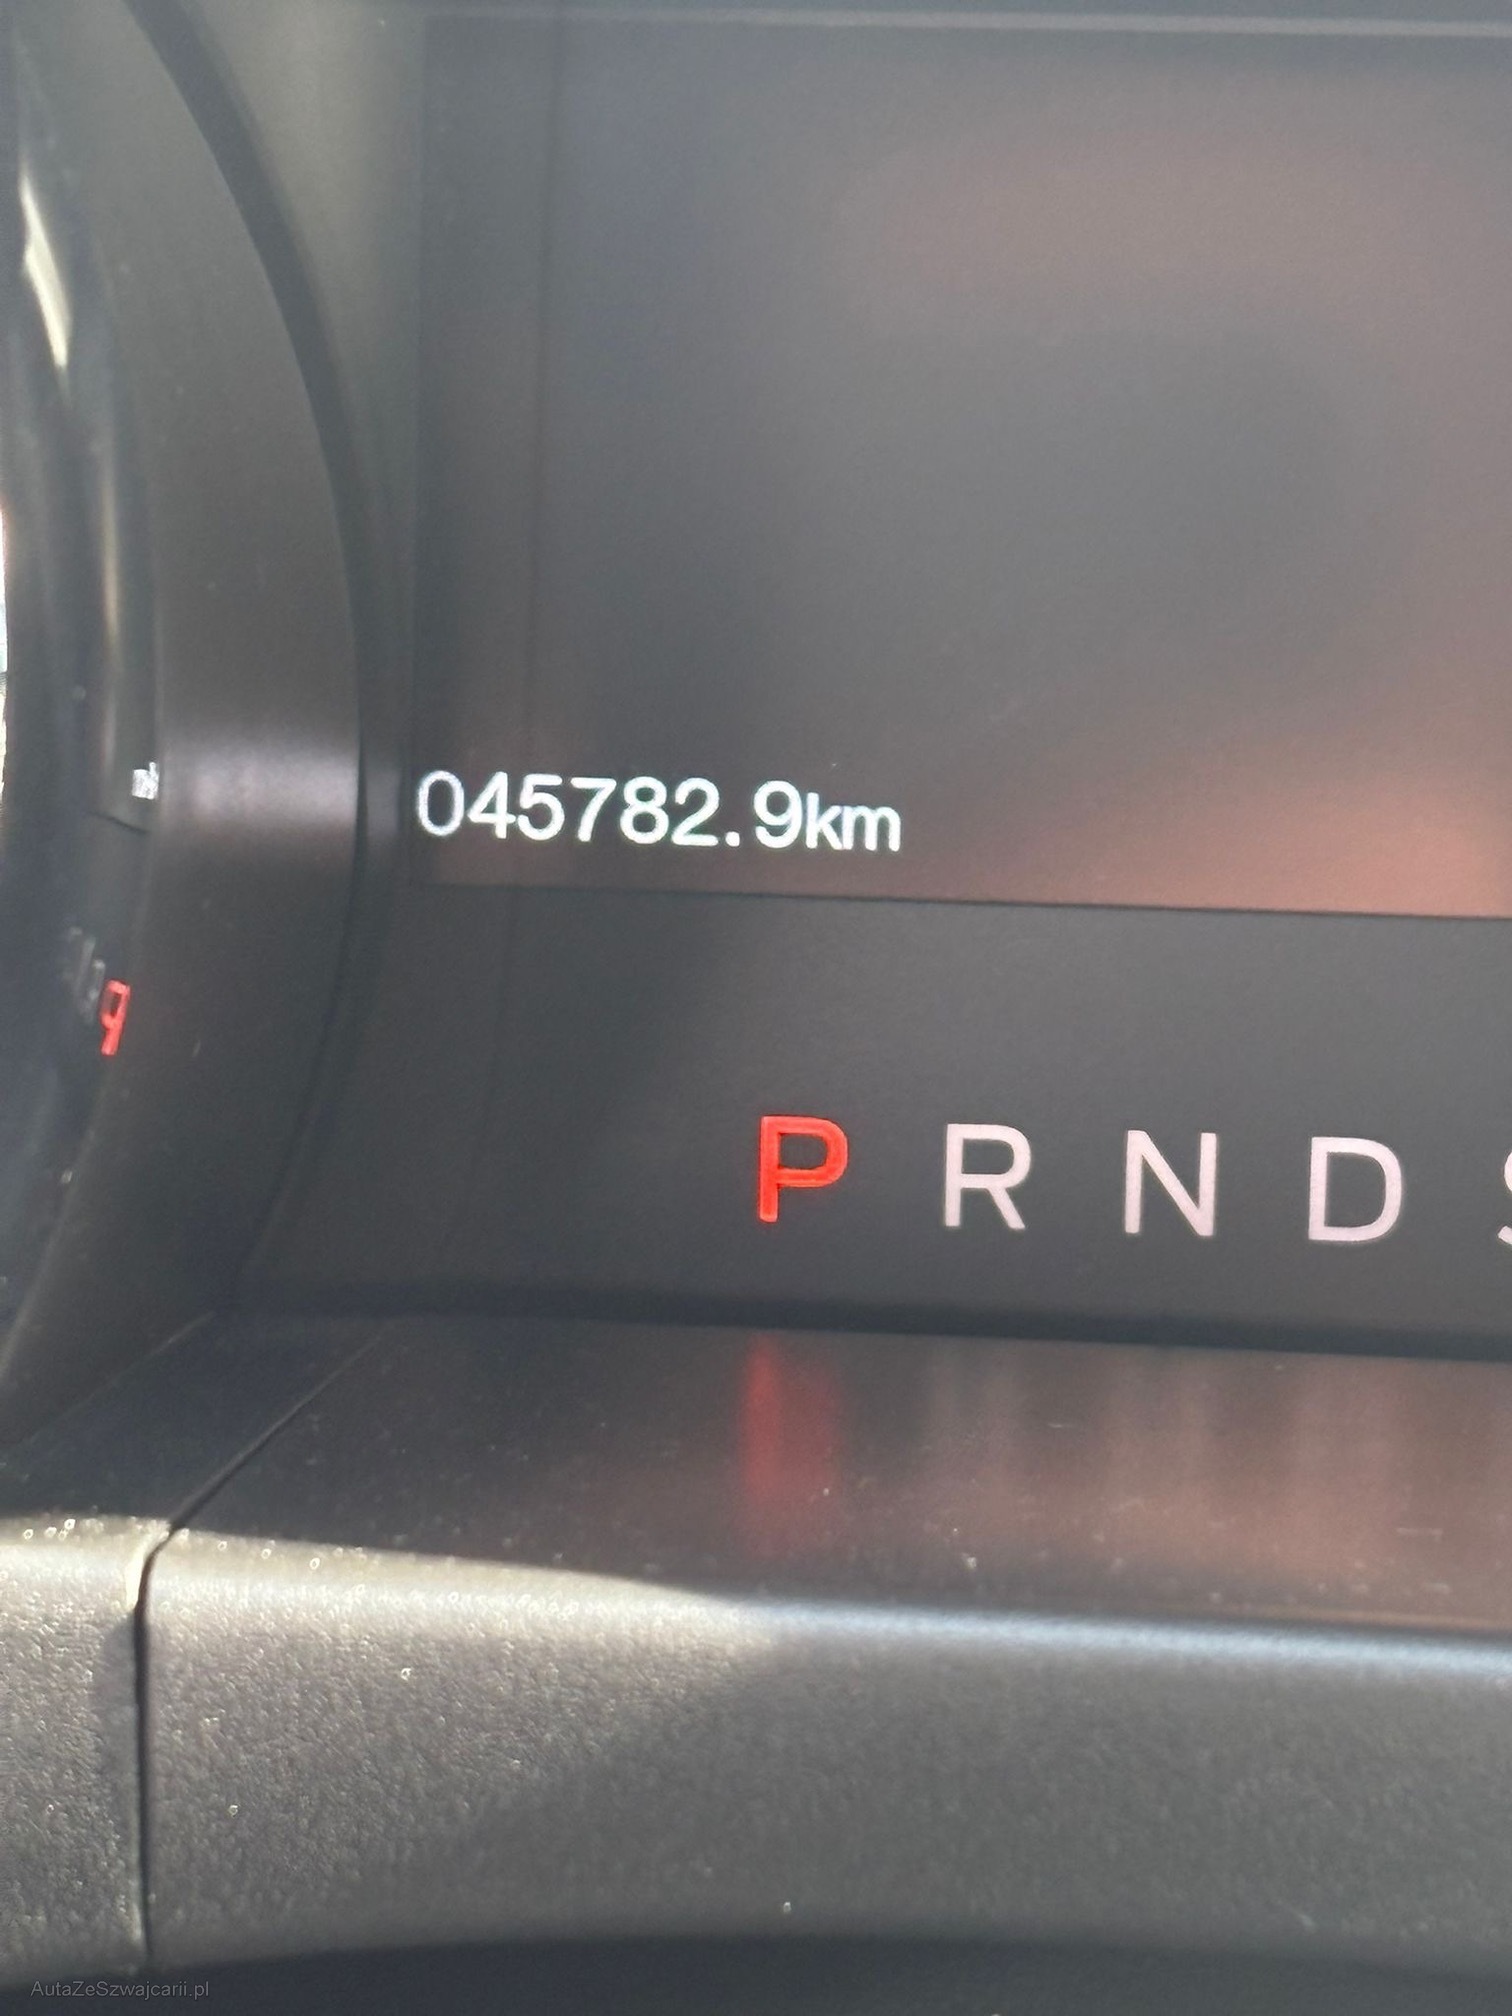 045782.9km
P R N D
AutaZeSzwajcarii.pl